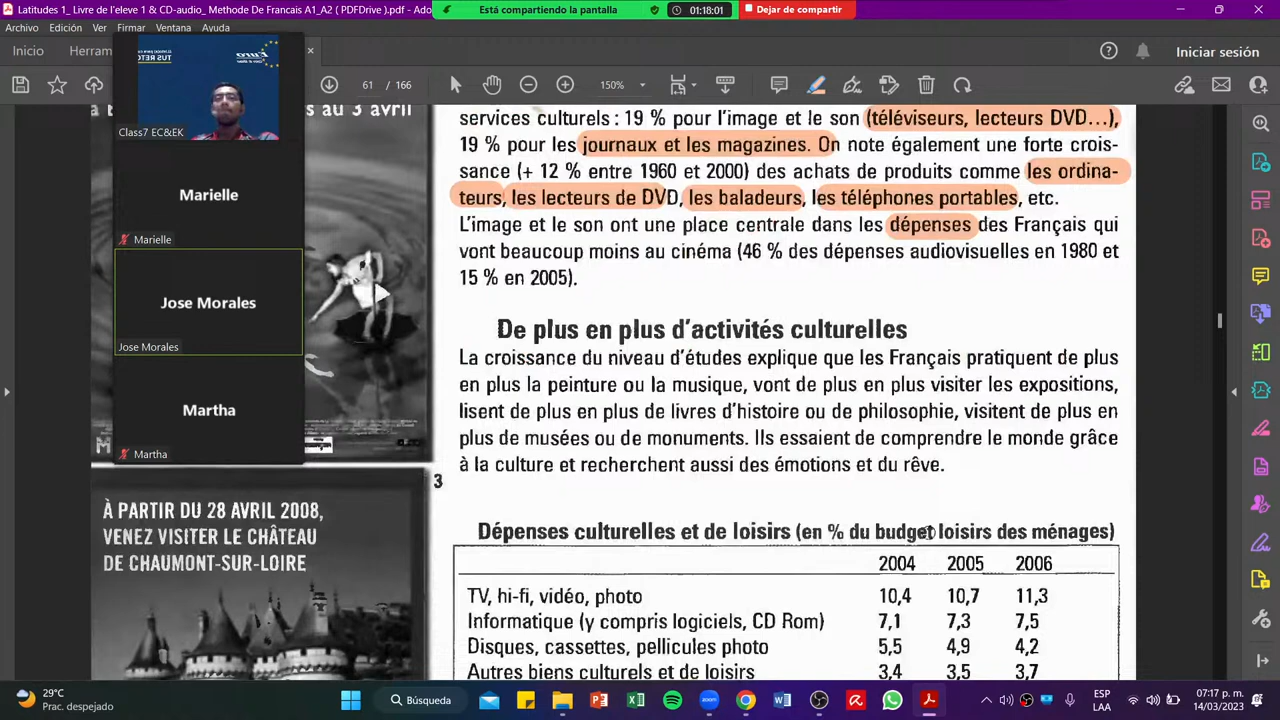 Latitudes 1_ Livre de l'eleve 1 & CD-audio_ Methode De Francais A1_A2 ( PDFDrive ).pdf - Ado
Está compartiendo la pantalla
01:18:01
Dejar de compartir
Archivo Edición Ver Firmar Ventana Ayuda
Inicio
Herram
Iniciar sesión
61 / 166
150%
TUS RETO
Euro
Class7 EC&EK
Marielle
Marielle
Jose Morales
Jose Morales
Martha
Martha
s au 3 avril
services culturels : 19 % pour l'image et le son (téléviseurs, lecteurs DVD…),
19 % pour les journaux et les magazines. On note également une forte crois-
sance (+ 12 % entre 1960 et 2000) des achats de produits comme les ordina-
teurs, les lecteurs de DVD, les baladeurs, les téléphones portables, etc.
L'image et le son ont une place centrale dans les dépenses des Français qui
vont beaucoup moins au cinéma (46 % des dépenses audiovisuelles en 1980 et
15 % en 2005).
De plus en plus d'activités culturelles
La croissance du niveau d'études explique que les Français pratiquent de plus
en plus la peinture ou la musique, vont de plus en plus visiter les expositions,
lisent de plus en plus de livres d'histoire ou de philosophie, visitent de plus en
plus de musées ou de monuments. Ils essaient de comprendre le monde grâce
à la culture et recherchent aussi des émotions et du rêve.
3
À PARTIR DU 28 AVRIL 2008,
VENEZ VISITER LE CHÂTEAU
DE CHAUMONT-SUR-LOIRE
Dépenses culturelles et de loisirs (en % du budget loisirs des ménages)
2004 2005 2006
TV, hi-fi, vidéo, photo 10,4 10,7 11,3
Informatique (y compris logiciels, CD Rom) 7,1 7,3 7,5
Disques, cassettes, pellicules photo 5,5 4,9 4,2
Autres biens culturels et de loisirs 3,4 3,5 3,7
29°C
Prac. despejado
Búsqueda
ESP
LAA
07:17 p. m.
14/03/2023